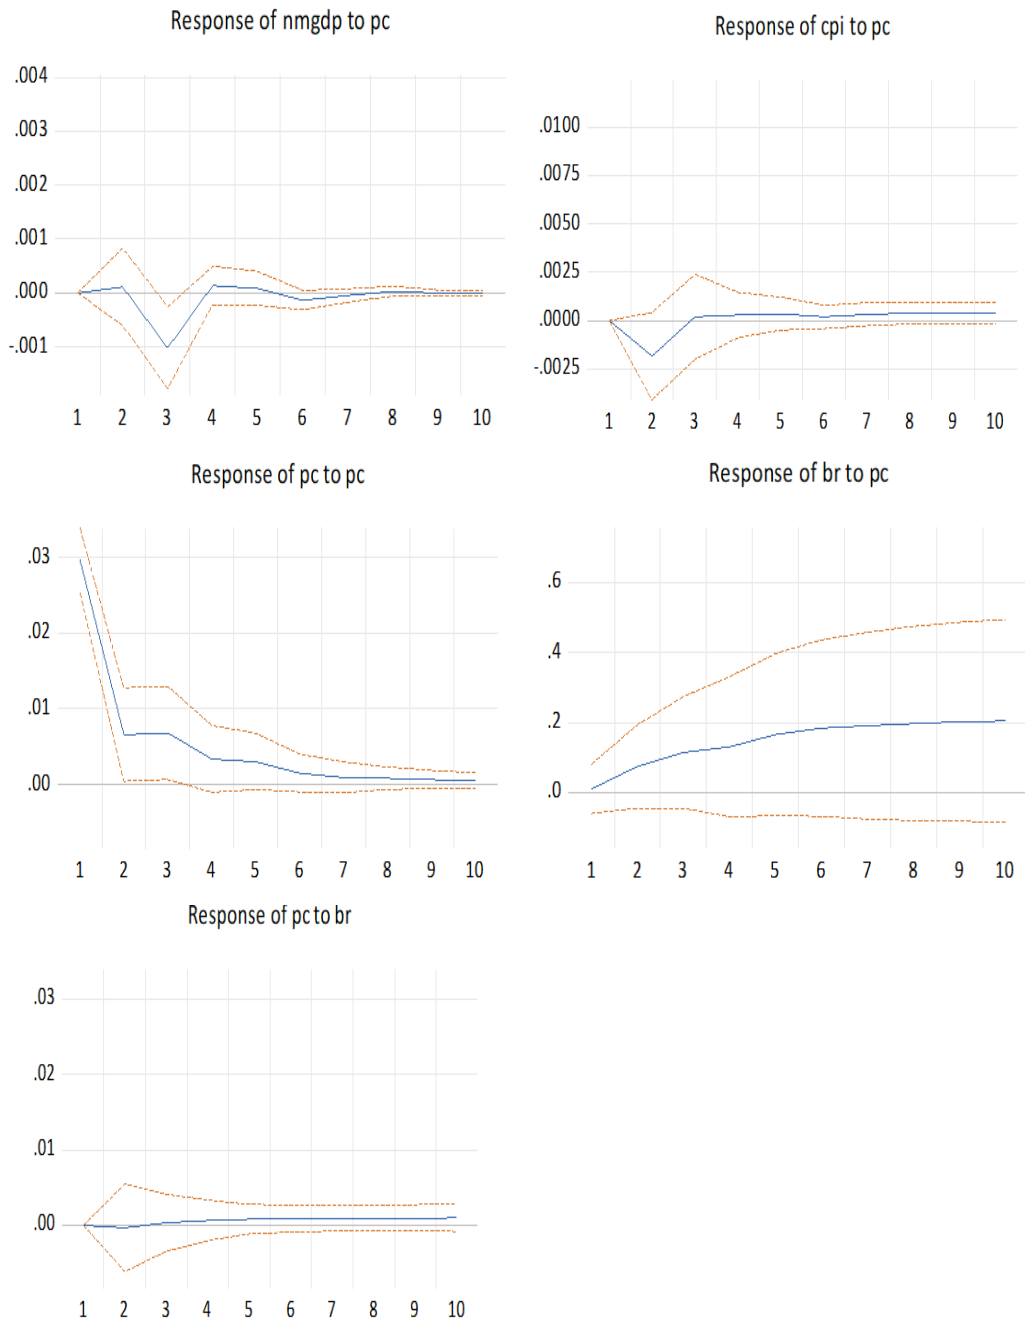 Response of nmgdp to pc
.004
.003
.002
.001
.000
-.001
1 2 3 4 5 6 7 8 9 10
Response of cpi to pc
.0100
.0075
.0050
.0025
.0000
-.0025
1 2 3 4 5 6 7 8 9 10
Response of pc to pc
.03
.02
.01
.00
1 2 3 4 5 6 7 8 9 10
Response of br to pc
.6
.4
.2
.0
1 2 3 4 5 6 7 8 9 10
Response of pc to br
.03
.02
.01
.00
1 2 3 4 5 6 7 8 9 10